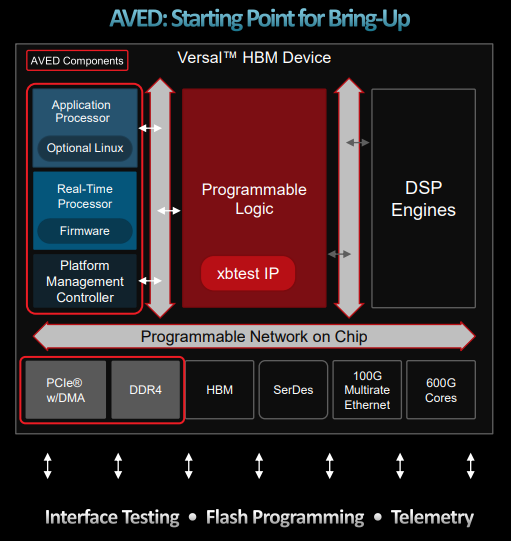 AVED: Starting Point for Bring-Up
Versal™ HBM Device
AVED Components
Application
Processor
Optional Linux
Real-Time
Processor
Firmware
Platform
Management
Controller
Programmable
Logic
xbtest IP
DSP
Engines
Programmable Network on Chip
PCIe®
w/DMA
DDR4
HBM
SerDes
100G
Multirate
Ethernet
600G
Cores
Interface Testing • Flash Programming • Telemetry